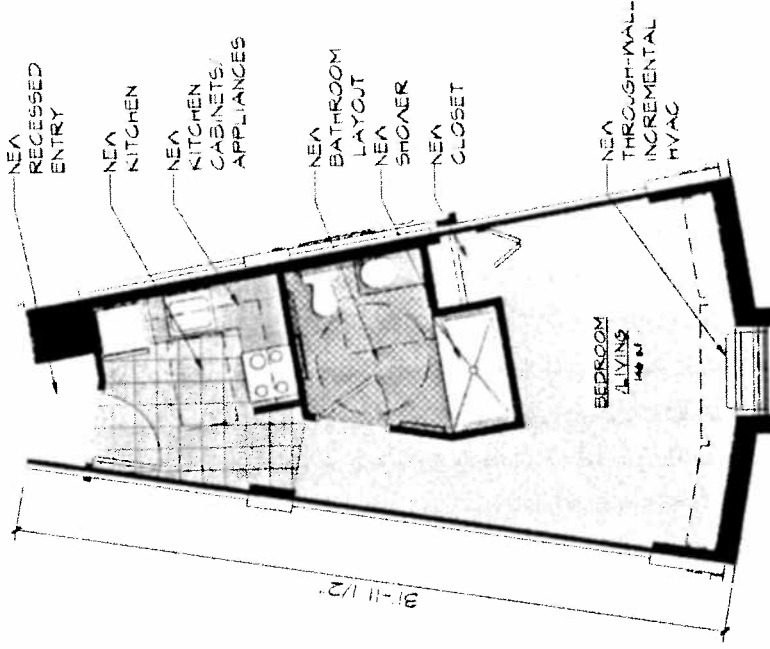 NEW
RECESSED
ENTRY
NEW
KITCHEN
NEW
KITCHEN
CABINETS/
APPLIANCES
NEW
BATHROOM
LAYOUT
NEW
SHOWER
NEW
CLOSET
NEW
THROUGH-WALL
INCREMENTAL
HVAC
BEDROOM
/LIVING
31'-11 1/2"